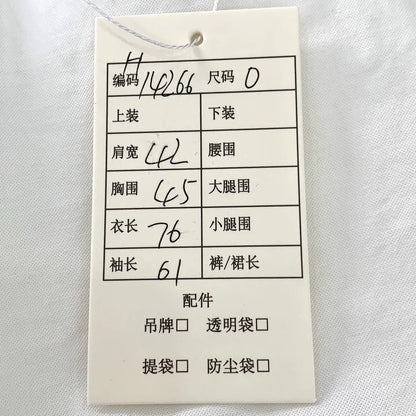 编码 H14266 尺码 0
上装 下装
肩宽 42 腰围
胸围 45 大腿围
衣长 76 小腿围
袖长 61 裤/裙长
配件
吊牌□ 透明袋□
提袋□ 防尘袋□